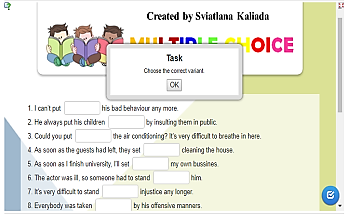 Created by Sviatlana Kaliada
MULTIPLE CHOICE
Task
Choose the correct variant
OK
1. I can't put his bad behaviour any more.
2. He always put his children by insulting them in public.
3. Could you put the air conditioning? It's very difficult to breathe in here.
4. As soon as the guests had left, they set cleaning the house.
5. As soon as I finish university, I'll set my own bussines.
6. The actor was ill, so someone had to stand him.
7. It's very difficult to stand injustice any longer.
8. Everybody was taken by his offensive manners.